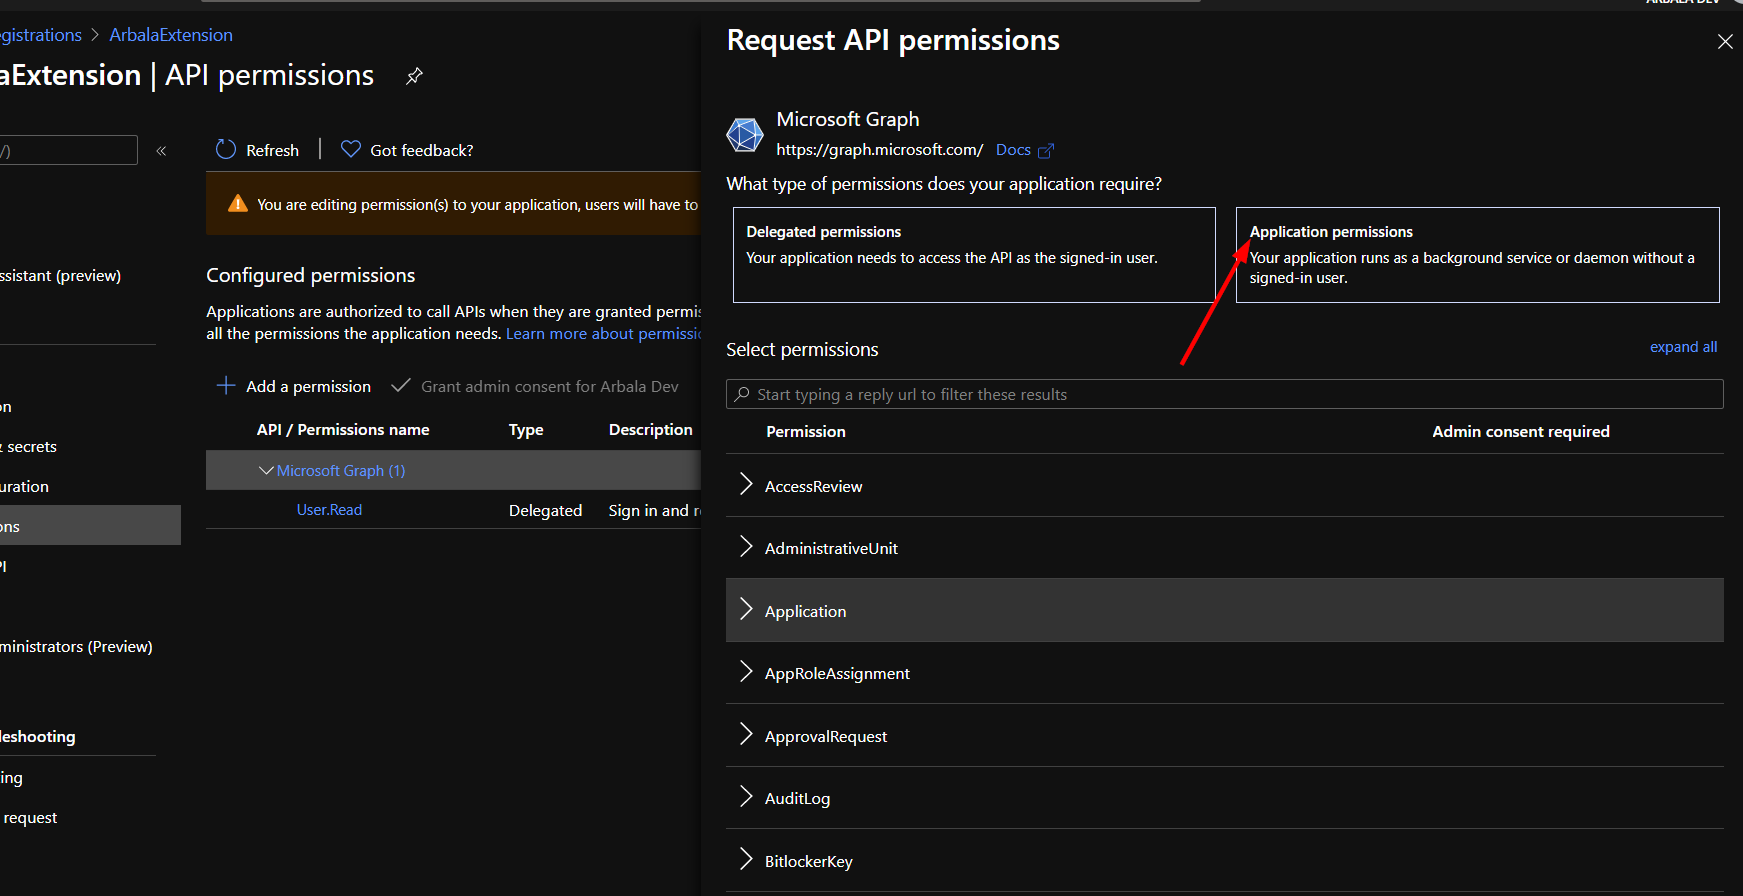 ARBALA DEV
egistrations > ArbalaExtension
aExtension | API permissions
/)
«
Refresh
Got feedback?
You are editing permission(s) to your application, users will have to
ssistant (preview)
Configured permissions
Applications are authorized to call APIs when they are granted permis
all the permissions the application needs. Learn more about permissio
Add a permission
Grant admin consent for Arbala Dev
API / Permissions name
Type
Description
Microsoft Graph (1)
User.Read
Delegated
Sign in and r
on
& secrets
uration
ons
PI
ministrators (Preview)
leshooting
ing
request
Request API permissions
Microsoft Graph
https://graph.microsoft.com/ Docs
What type of permissions does your application require?
Delegated permissions
Your application needs to access the API as the signed-in user.
Application permissions
Your application runs as a background service or daemon without a
signed-in user.
Select permissions
expand all
Start typing a reply url to filter these results
Permission
Admin consent required
AccessReview
AdministrativeUnit
Application
AppRoleAssignment
ApprovalRequest
AuditLog
BitlockerKey